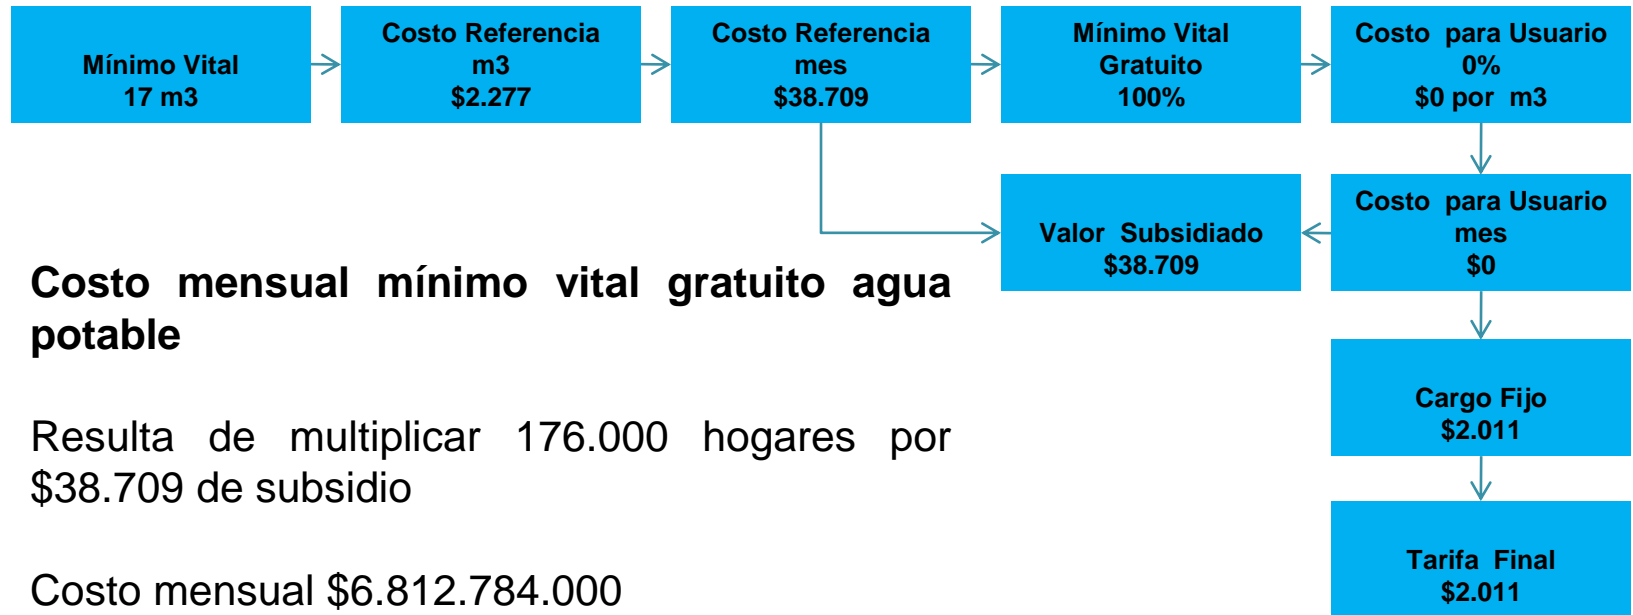 Mínimo Vital
17 m3
Costo Referencia
m3
$2.277
Costo Referencia
mes
$38.709
Mínimo Vital
Gratuito
100%
Costo para Usuario
0%
$0 por m3
Valor Subsidiado
$38.709
Costo para Usuario
mes
$0
Costo mensual mínimo vital gratuito agua
potable
Resulta de multiplicar 176.000 hogares por
$38.709 de subsidio
Costo mensual $6.812.784.000
Cargo Fijo
$2.011
Tarifa Final
$2.011